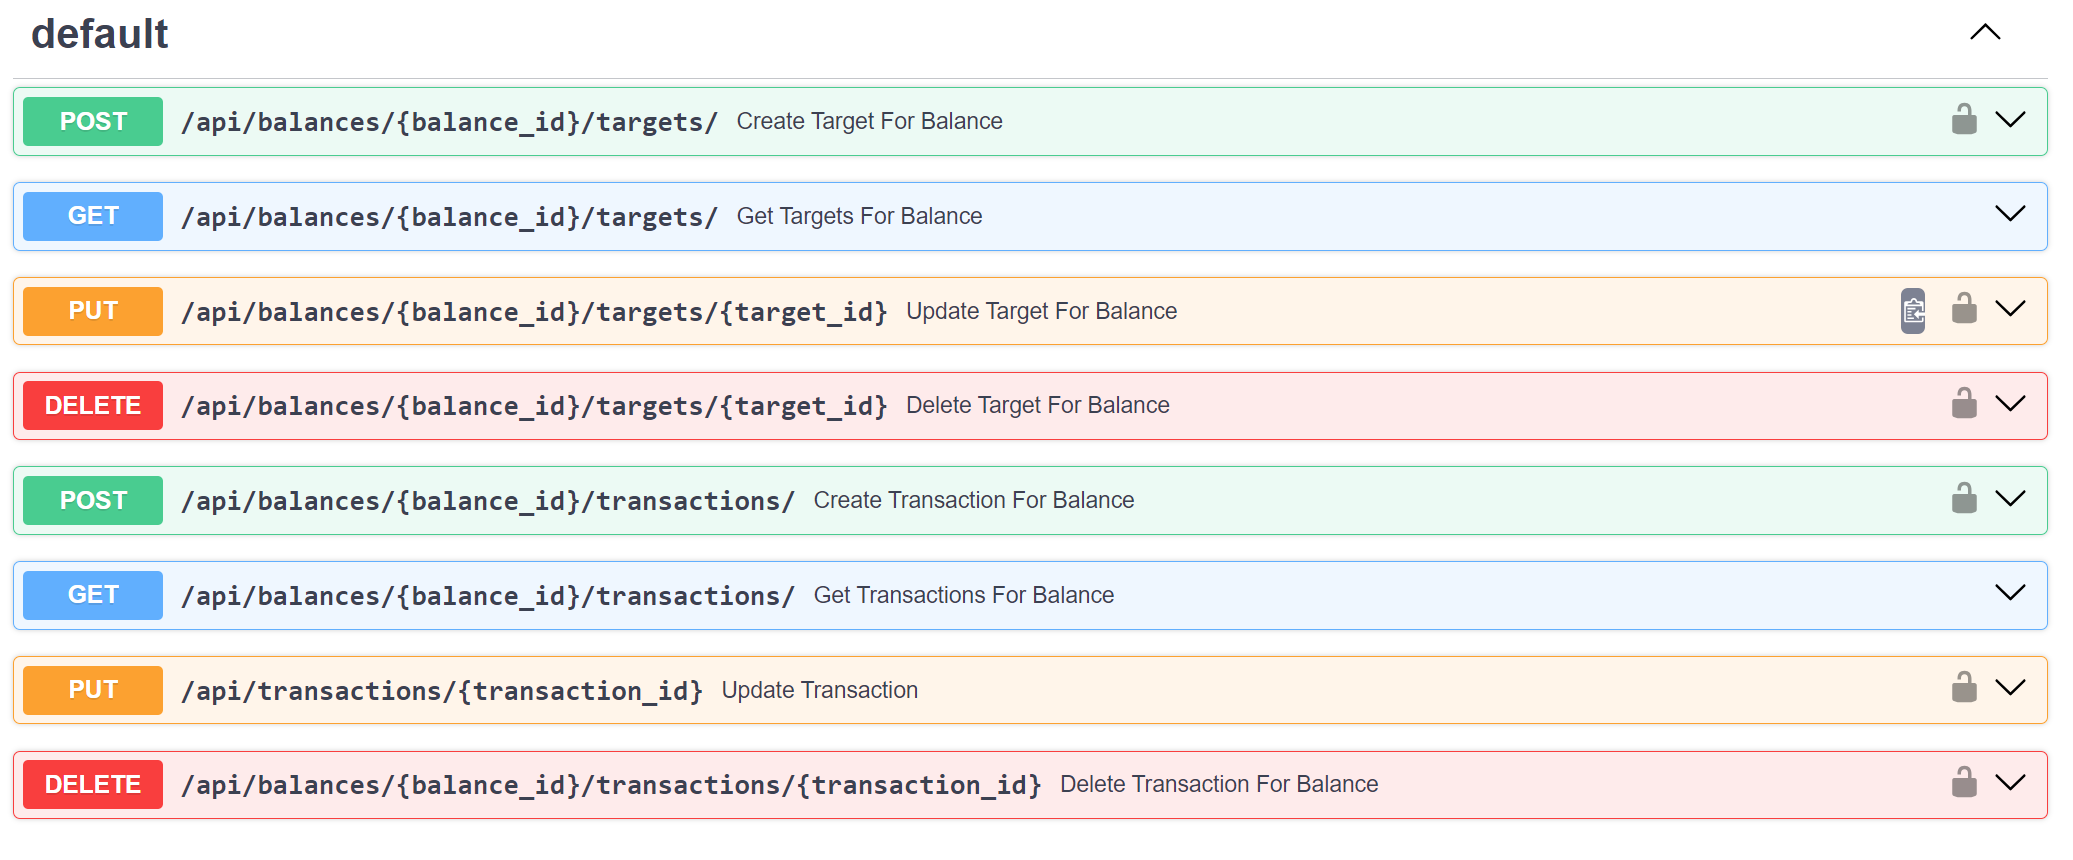 default
POST /api/balances/{balance_id}/targets/ Create Target For Balance
GET /api/balances/{balance_id}/targets/ Get Targets For Balance
PUT /api/balances/{balance_id}/targets/{target_id} Update Target For Balance
DELETE /api/balances/{balance_id}/targets/{target_id} Delete Target For Balance
POST /api/balances/{balance_id}/transactions/ Create Transaction For Balance
GET /api/balances/{balance_id}/transactions/ Get Transactions For Balance
PUT /api/transactions/{transaction_id} Update Transaction
DELETE /api/balances/{balance_id}/transactions/{transaction_id} Delete Transaction For Balance